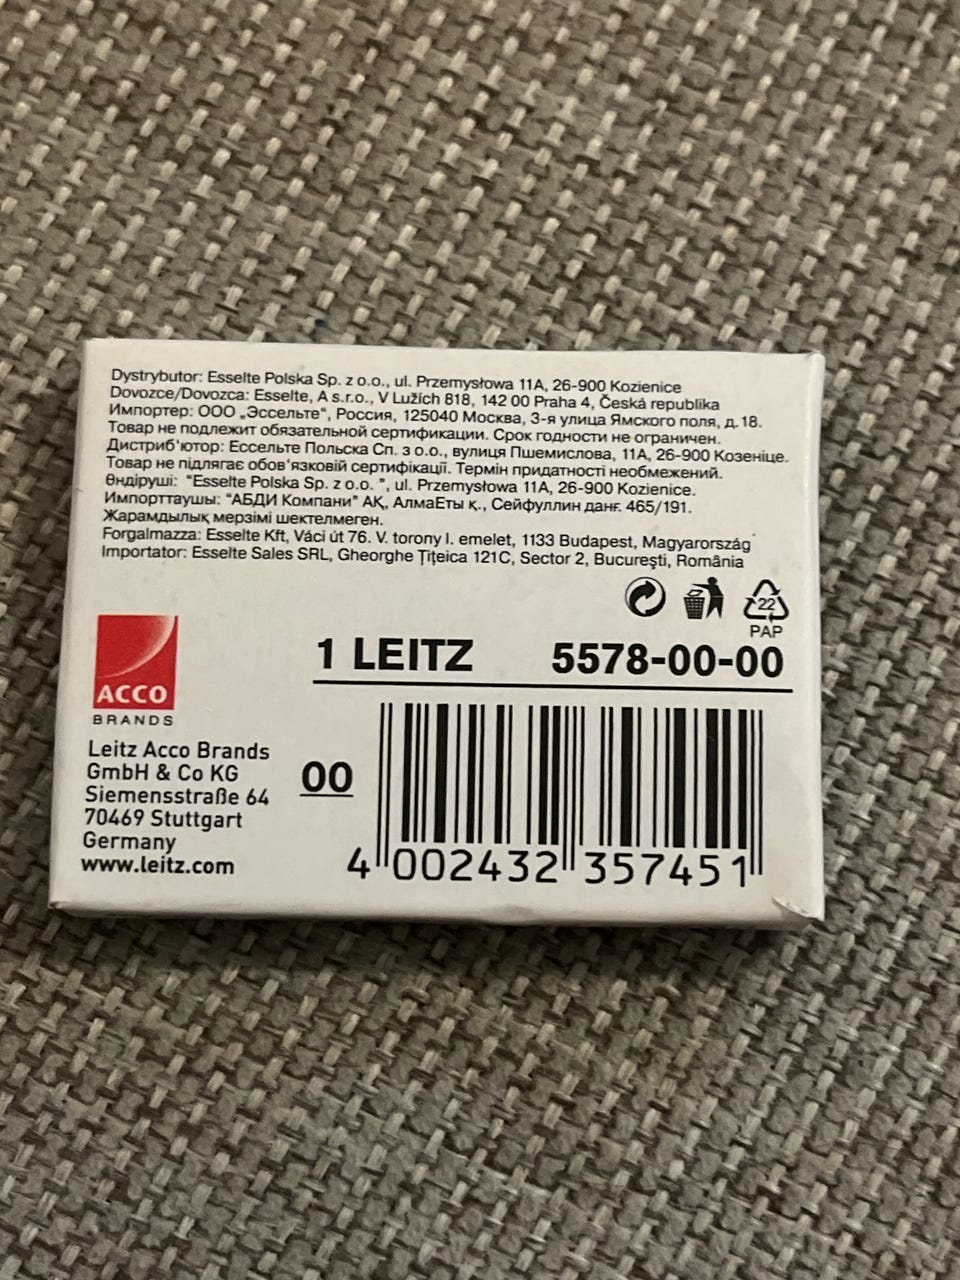 Dystrybutor: Esselte Polska Sp. z o.o., ul. Przemysłowa 11A, 26-900 Kozienice
Dovozce/Dovozca: Esselte, A s.r.o., V Lužích 818, 142 00 Praha 4, Česká republika
Импортер: ООО „Эссельте“, Россия, 125040 Москва, 3-я улица Ямского поля, д.18.
Товар не подлежит обязательной сертификации. Срок годности не ограничен.
Дистриб'ютор: Ессельте Польска Сп. з о.о., вулиця Пшемислова, 11А, 26-900 Козеніце.
Товар не підлягає обов'язковій сертифікації. Термін придатності необмежений.
Өндіруші: "Esselte Polska Sp. z o.o. ", ul. Przemysłowa 11A, 26-900 Kozienice.
Импорттаушы: "АБДИ Компани" АҚ, АлмаЕты қ., Сейфуллин данғ. 465/191.
Жарамдылық мерзімі шектелмеген.
Forgalmazza: Esselte Kft, Váci út 76. V. torony I. emelet, 1133 Budapest, Magyarország
Importator: Esselte Sales SRL, Gheorghe Țițeica 121C, Sector 2, București, România
22
PAP
1 LEITZ 5578-00-00
ACCO
BRANDS
Leitz Acco Brands
GmbH & Co KG
Siemensstraße 64
70469 Stuttgart
Germany
www.leitz.com
00
4 002432 357451